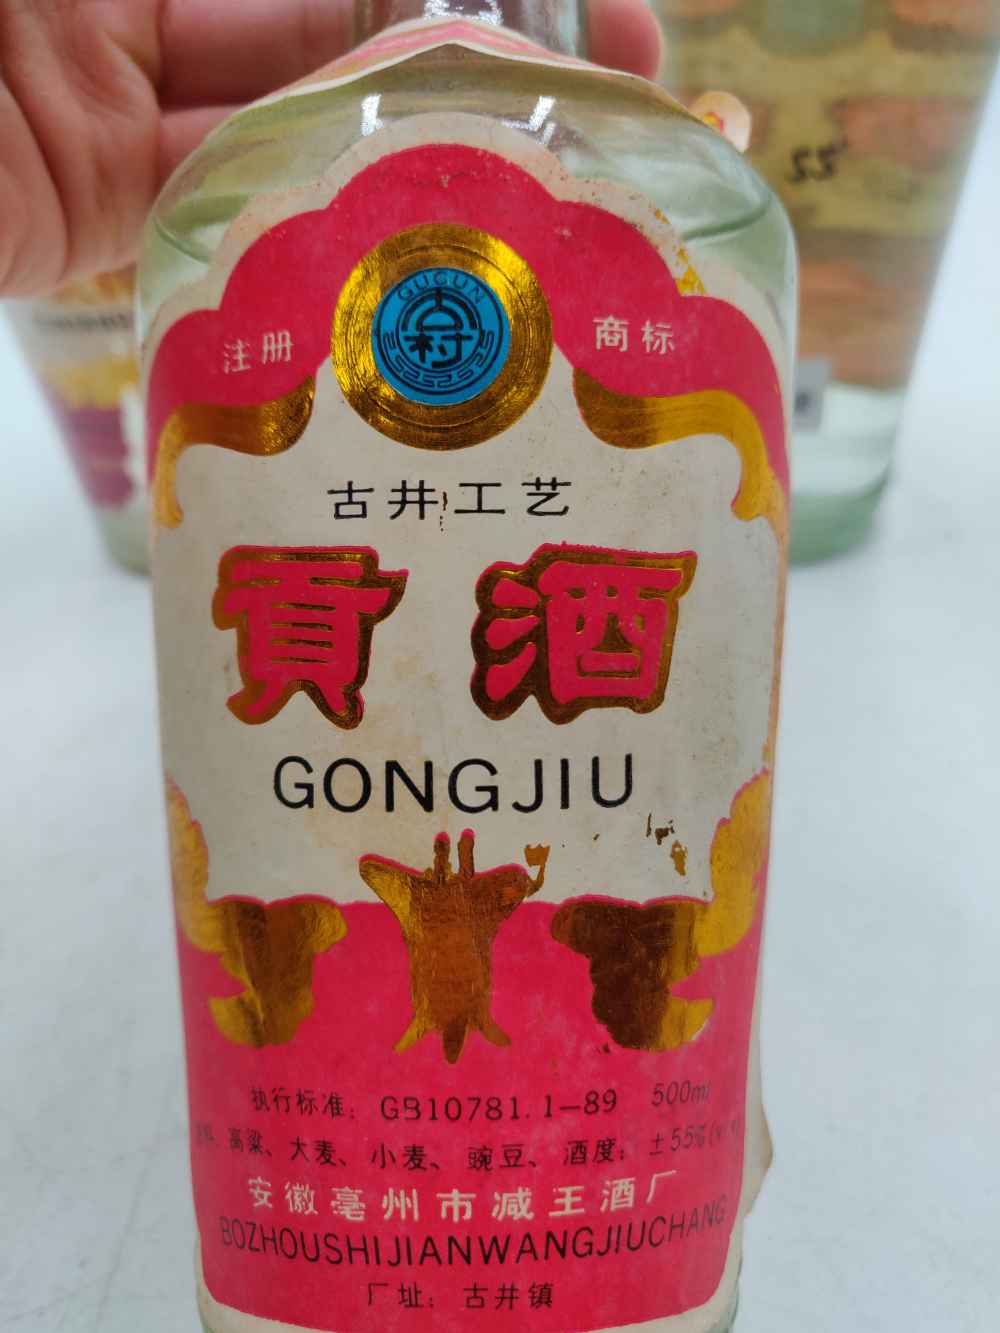 GUCUN
古村
注册 商标
古井工艺
貢酒
GONGJIU
执行标准: GB10781.1-89 500ml
高粱、大麦、小麦、豌豆、酒度: ±55%
安徽亳州市减王酒厂
BOZHOUSHIJIANWANGJIUCHANG
厂址: 古井镇
55